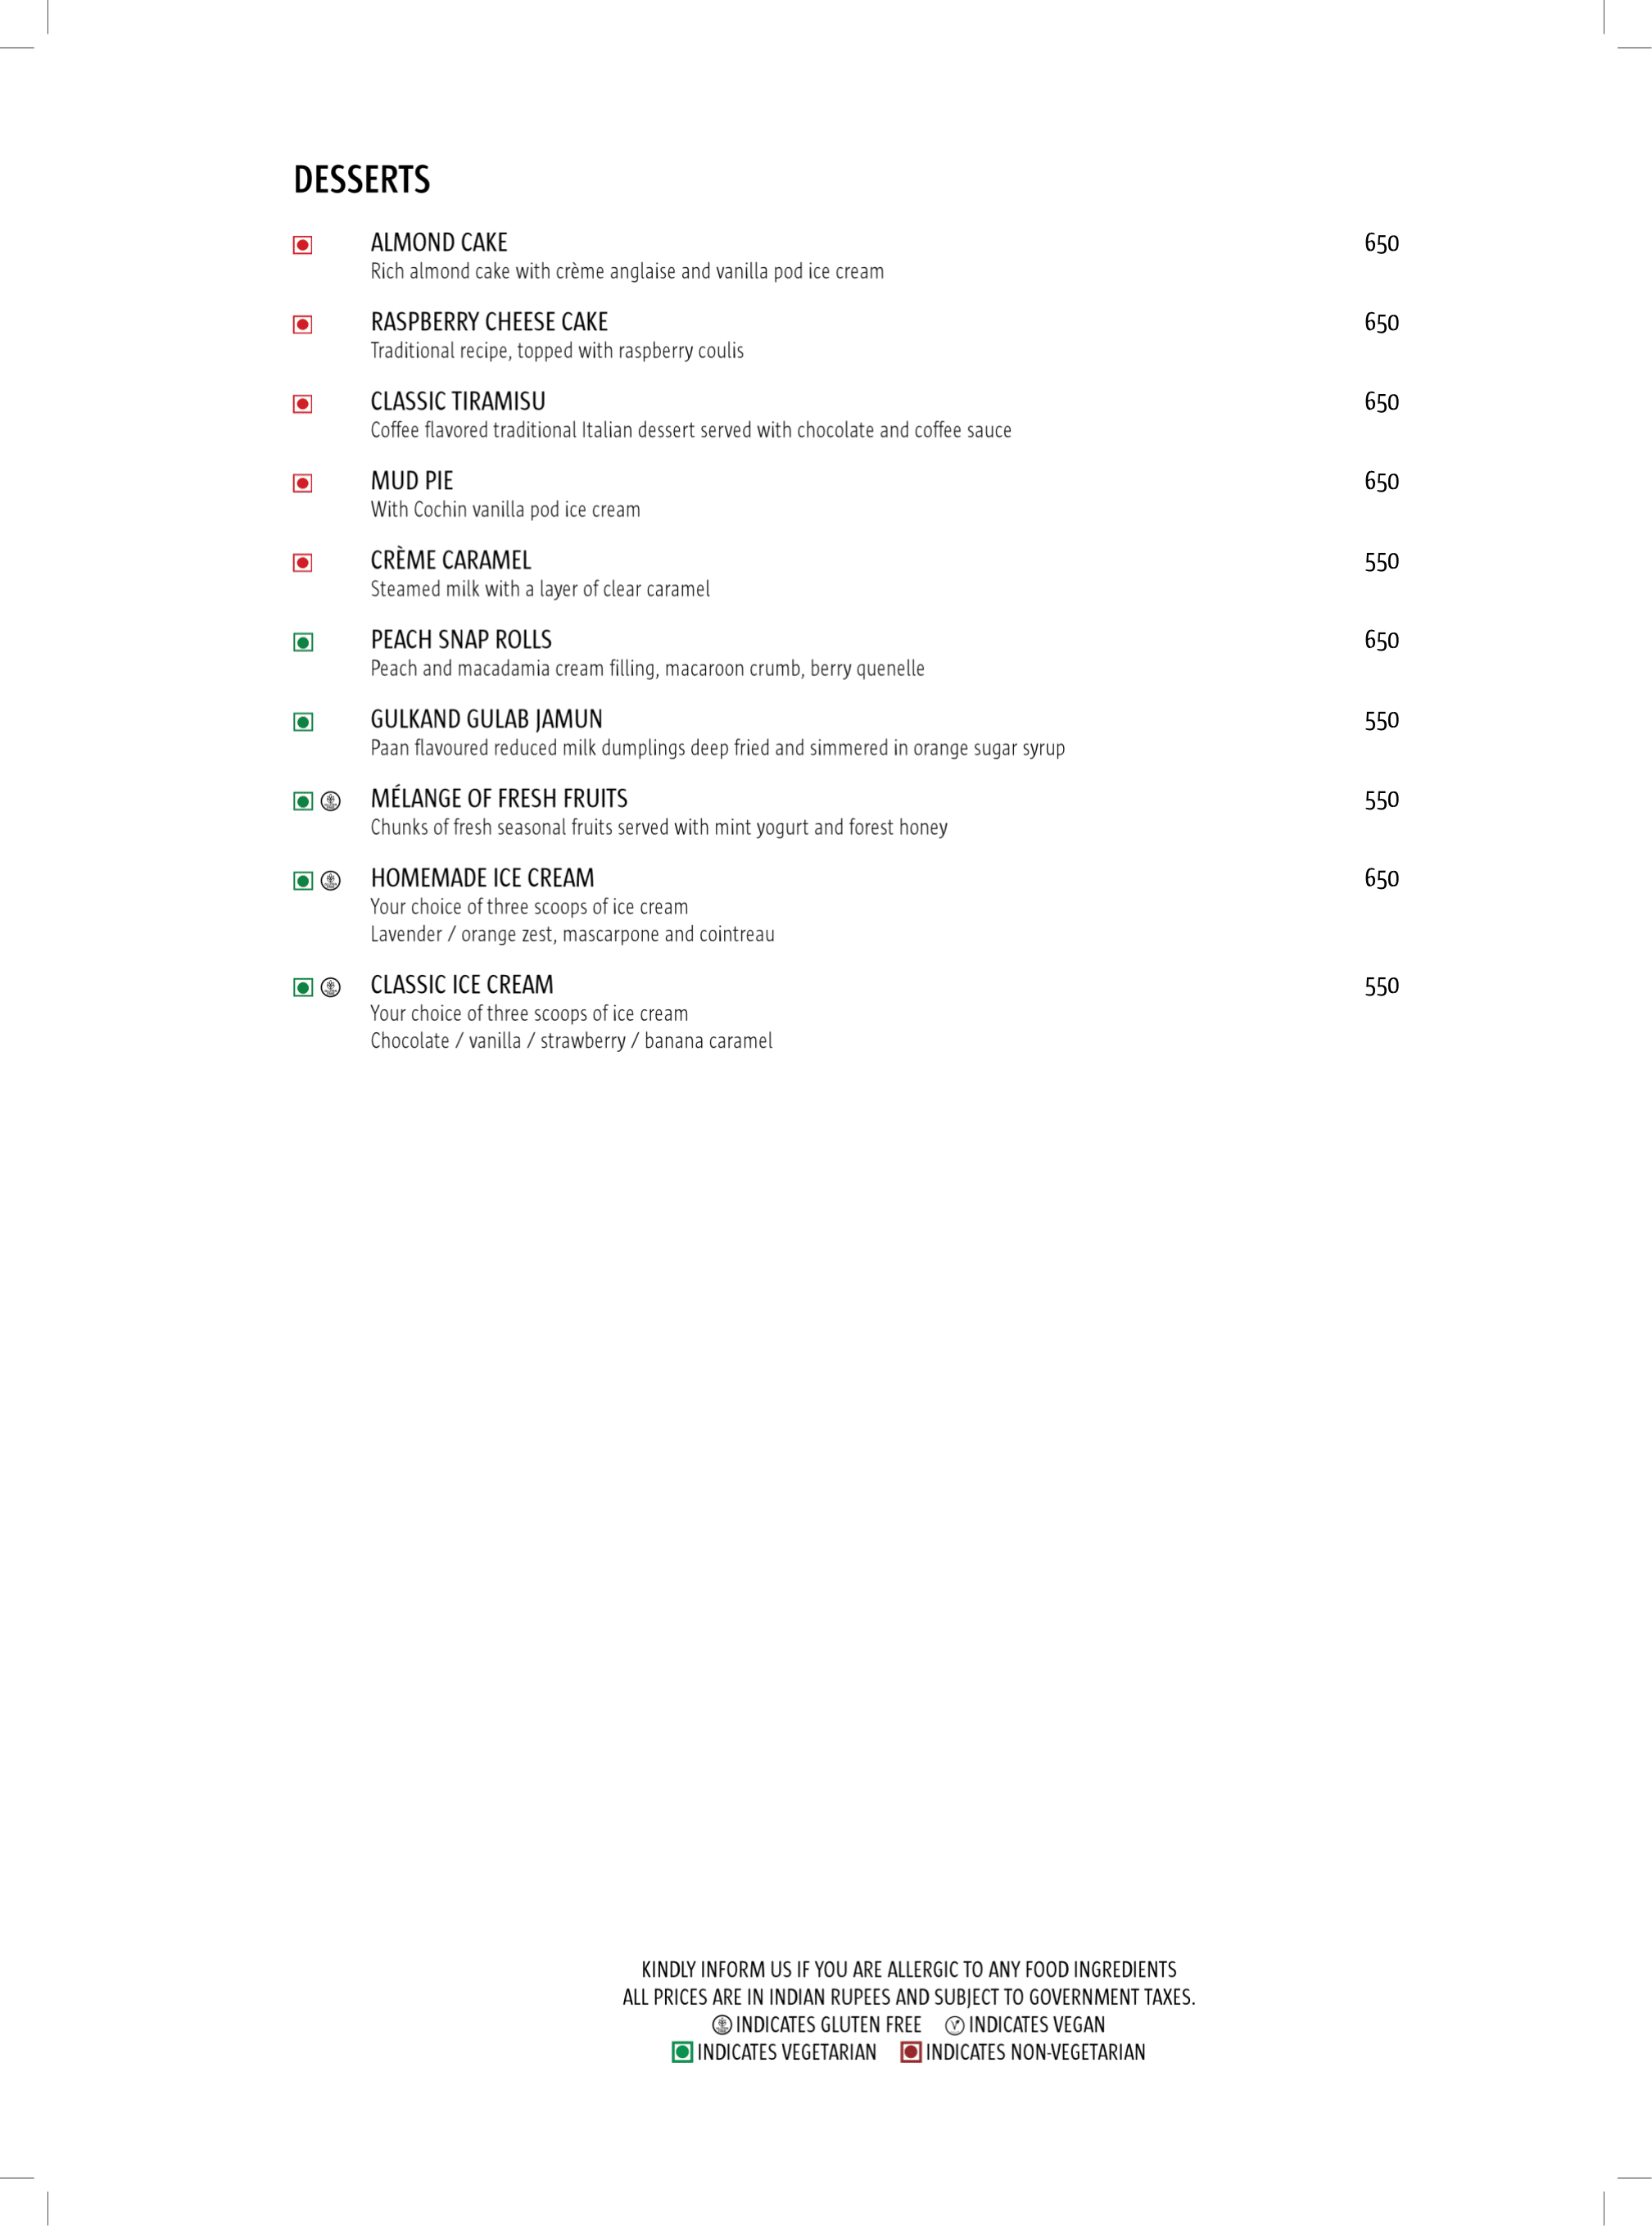 DESSERTS
ALMOND CAKE 650
Rich almond cake with crème anglaise and vanilla pod ice cream
RASPBERRY CHEESE CAKE 650
Traditional recipe, topped with raspberry coulis
CLASSIC TIRAMISU 650
Coffee flavored traditional Italian dessert served with chocolate and coffee sauce
MUD PIE 650
With Cochin vanilla pod ice cream
CRÈME CARAMEL 550
Steamed milk with a layer of clear caramel
PEACH SNAP ROLLS 650
Peach and macadamia cream filling, macaroon crumb, berry quenelle
GULKAND GULAB JAMUN 550
Paan flavoured reduced milk dumplings deep fried and simmered in orange sugar syrup
MÉLANGE OF FRESH FRUITS 550
Chunks of fresh seasonal fruits served with mint yogurt and forest honey
HOMEMADE ICE CREAM 650
Your choice of three scoops of ice cream
Lavender / orange zest, mascarpone and cointreau
CLASSIC ICE CREAM 550
Your choice of three scoops of ice cream
Chocolate / vanilla / strawberry / banana caramel
KINDLY INFORM US IF YOU ARE ALLERGIC TO ANY FOOD INGREDIENTS
ALL PRICES ARE IN INDIAN RUPEES AND SUBJECT TO GOVERNMENT TAXES.
INDICATES GLUTEN FREE INDICATES VEGAN
INDICATES VEGETARIAN INDICATES NON-VEGETARIAN